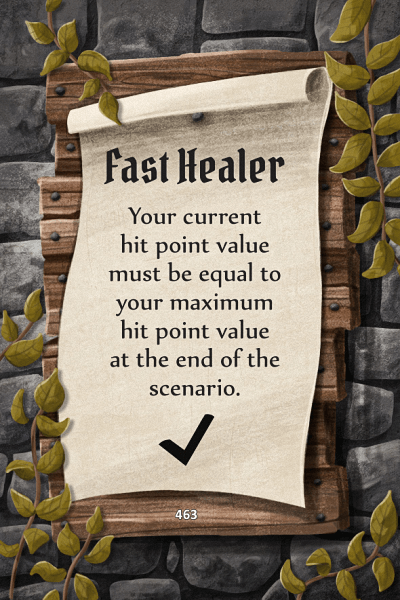 Fast Healer
Your current
hit point value
must be equal to
your maximum
hit point value
at the end of the
scenario.
463